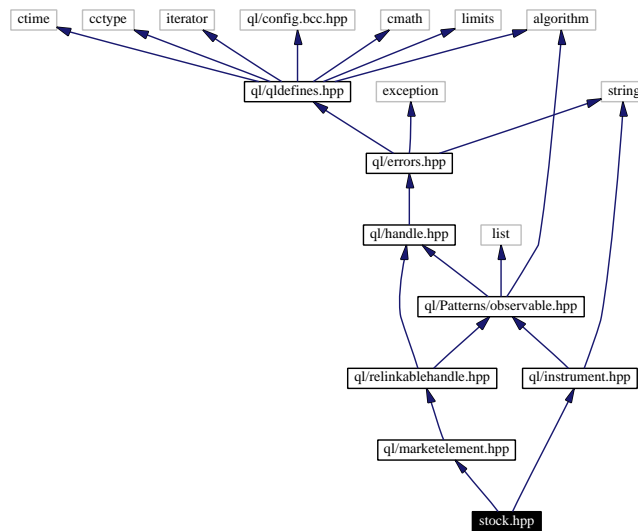 ctime
cctype
iterator
ql/config.bcc.hpp
cmath
limits
algorithm
ql/qldefines.hpp
exception
string
ql/errors.hpp
ql/handle.hpp
list
ql/Patterns/observable.hpp
ql/relinkablehandle.hpp
ql/instrument.hpp
ql/marketelement.hpp
stock.hpp